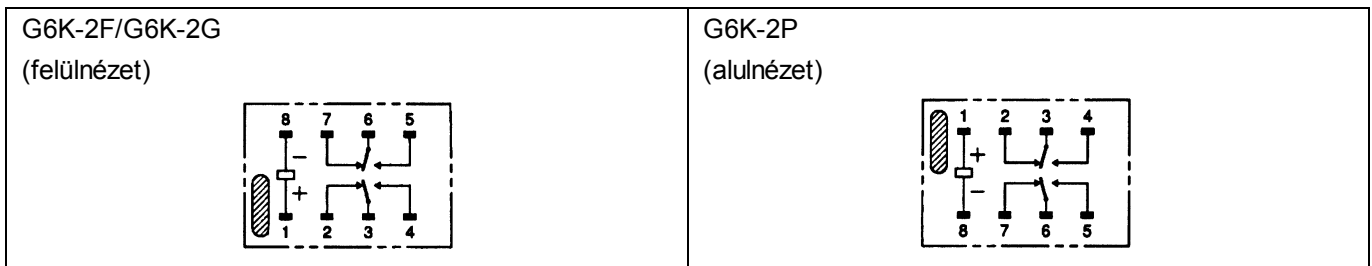 G6K-2F/G6K-2G
(felülnézet)
8 7 6 5
−
+
1 2 3 4
G6K-2P
(alulnézet)
1 2 3 4
+
−
8 7 6 5